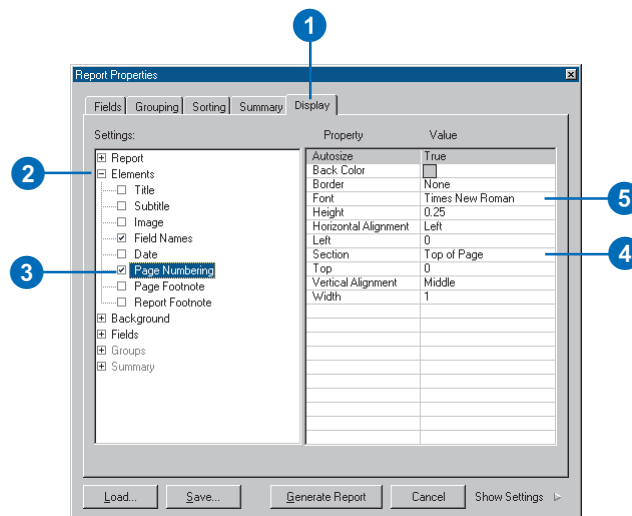 1
Report Properties
Fields Grouping Sorting Summary Display
Settings:
Property Value
2
3
Report
Elements
Title
Subtitle
Image
Field Names
Date
Page Numbering
Page Footnote
Report Footnote
Background
Fields
Groups
Summary
Autosize True
Back Color
Border None
Font Times New Roman
Height 0.25
Horizontal Alignment Left
Left 0
Section Top of Page
Top 0
Vertical Alignment Middle
Width 1
5
4
Load... Save... Generate Report Cancel Show Settings